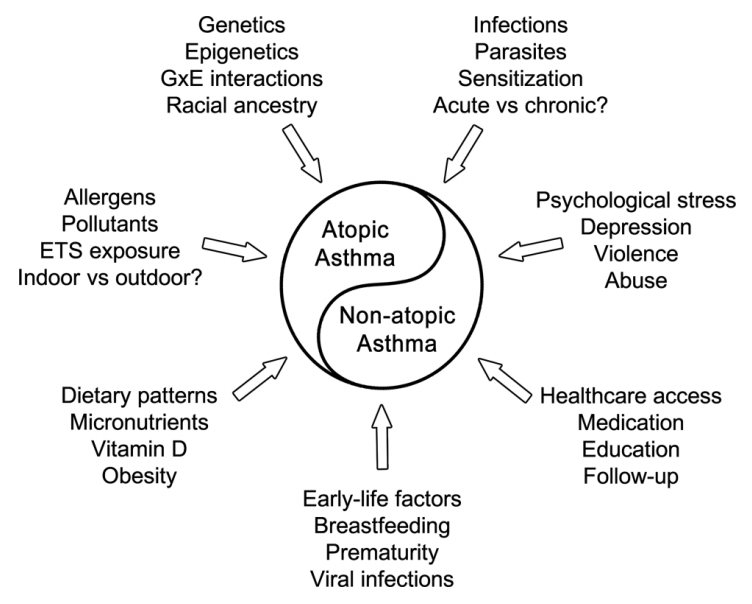 Genetics
Epigenetics
GxE interactions
Racial ancestry
Infections
Parasites
Sensitization
Acute vs chronic?
Allergens
Pollutants
ETS exposure
Indoor vs outdoor?
Atopic
Asthma
Non-atopic
Asthma
Psychological stress
Depression
Violence
Abuse
Dietary patterns
Micronutrients
Vitamin D
Obesity
Healthcare access
Medication
Education
Follow-up
Early-life factors
Breastfeeding
Prematurity
Viral infections